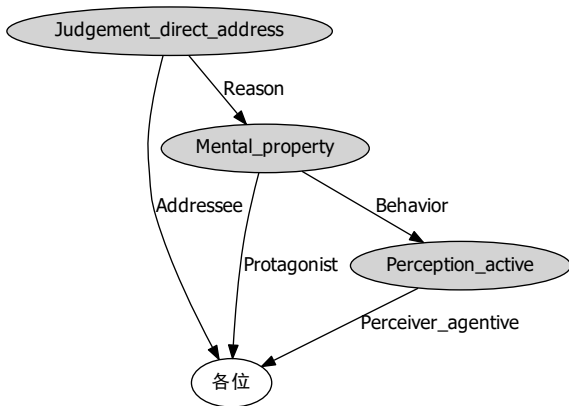 Judgement_direct_address
Reason
Mental_property
Addressee
Behavior
Protagonist
Perception_active
Perceiver_agentive
各位